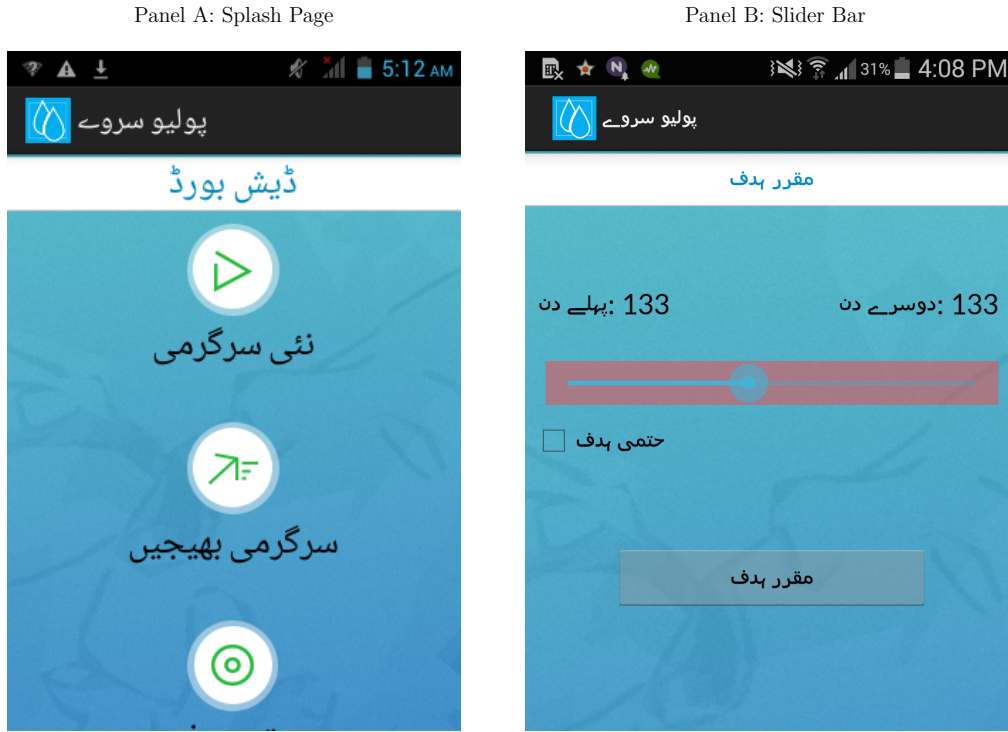 Panel A: Splash Page
5:12 AM
پولیو سروے
ڈیش بورڈ
نئی سرگرمی
سرگرمی بھیجیں
Panel B: Slider Bar
31% 4:08 PM
پولیو سروے
مقرر ہدف
پہلے دن: 133
دوسرے دن: 133
حتمی ہدف
مقرر ہدف